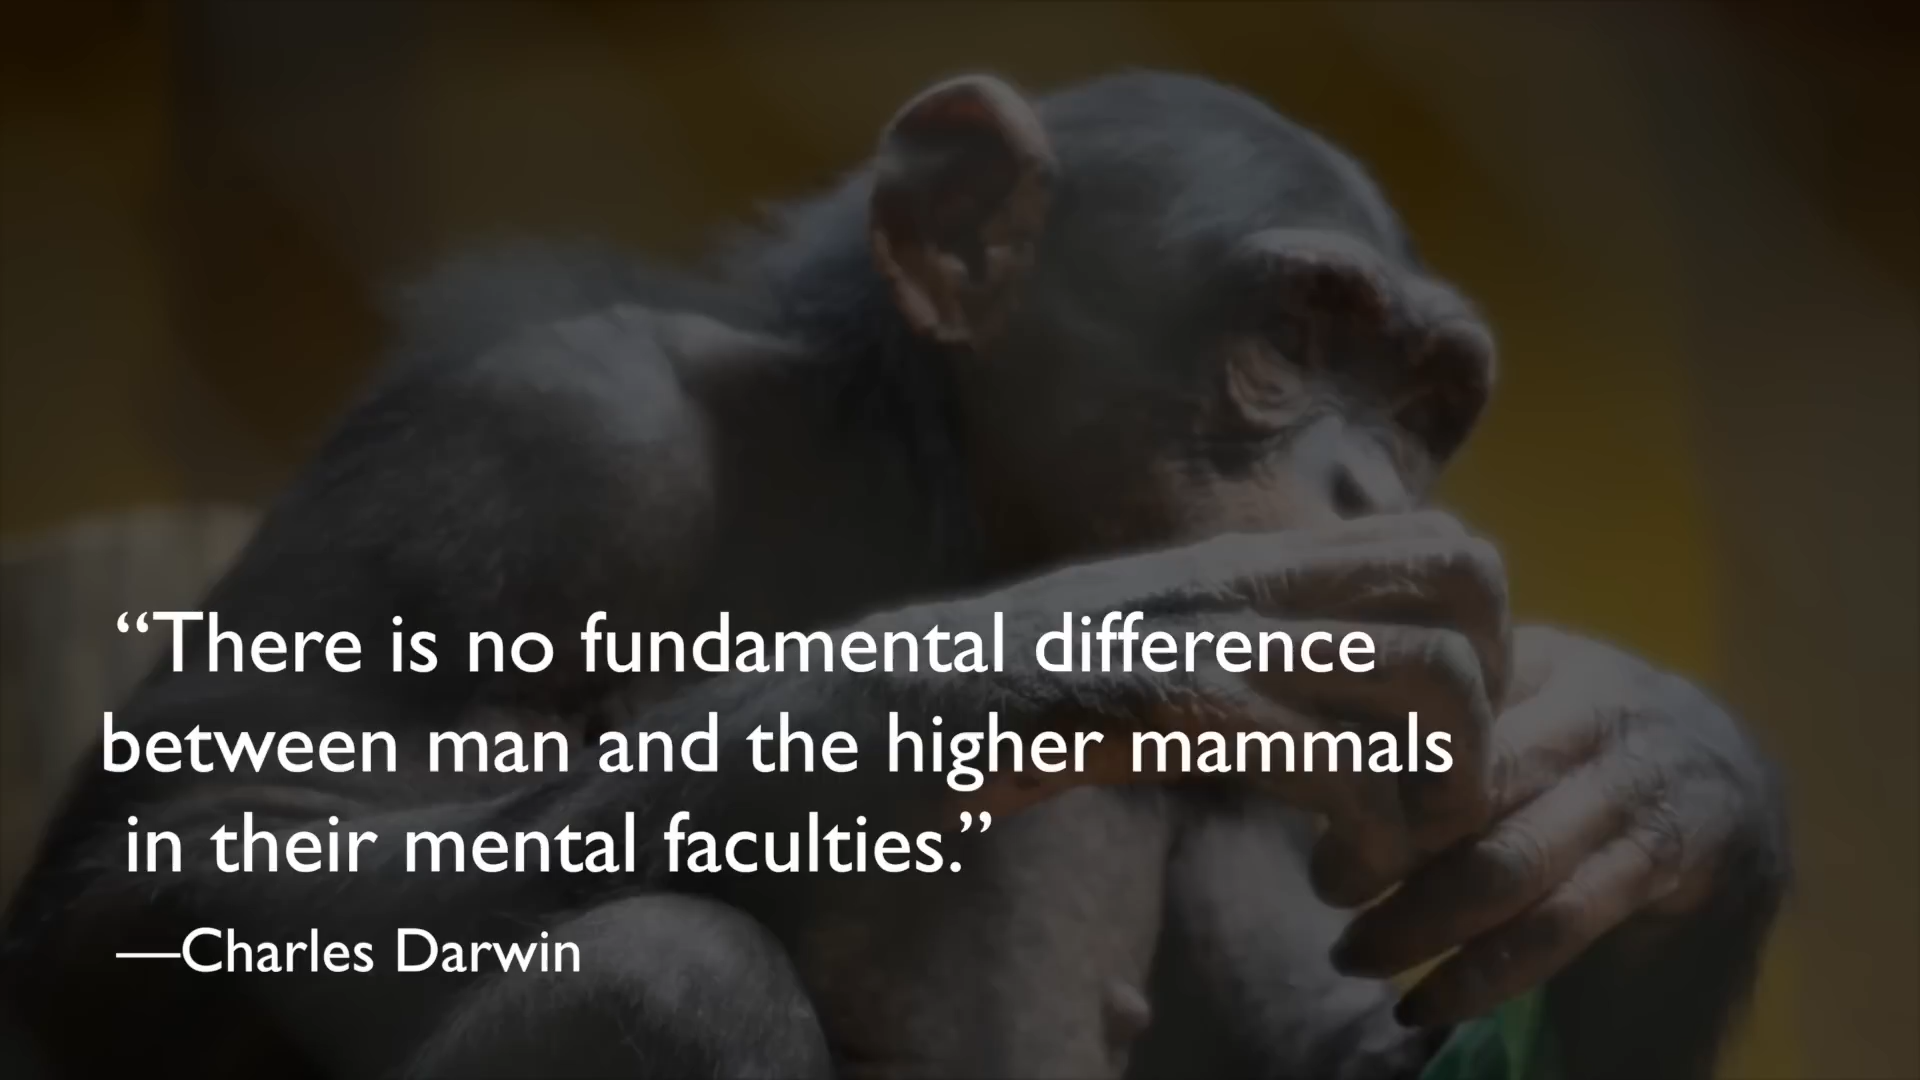 “There is no fundamental difference
between man and the higher mammals
in their mental faculties.”
—Charles Darwin